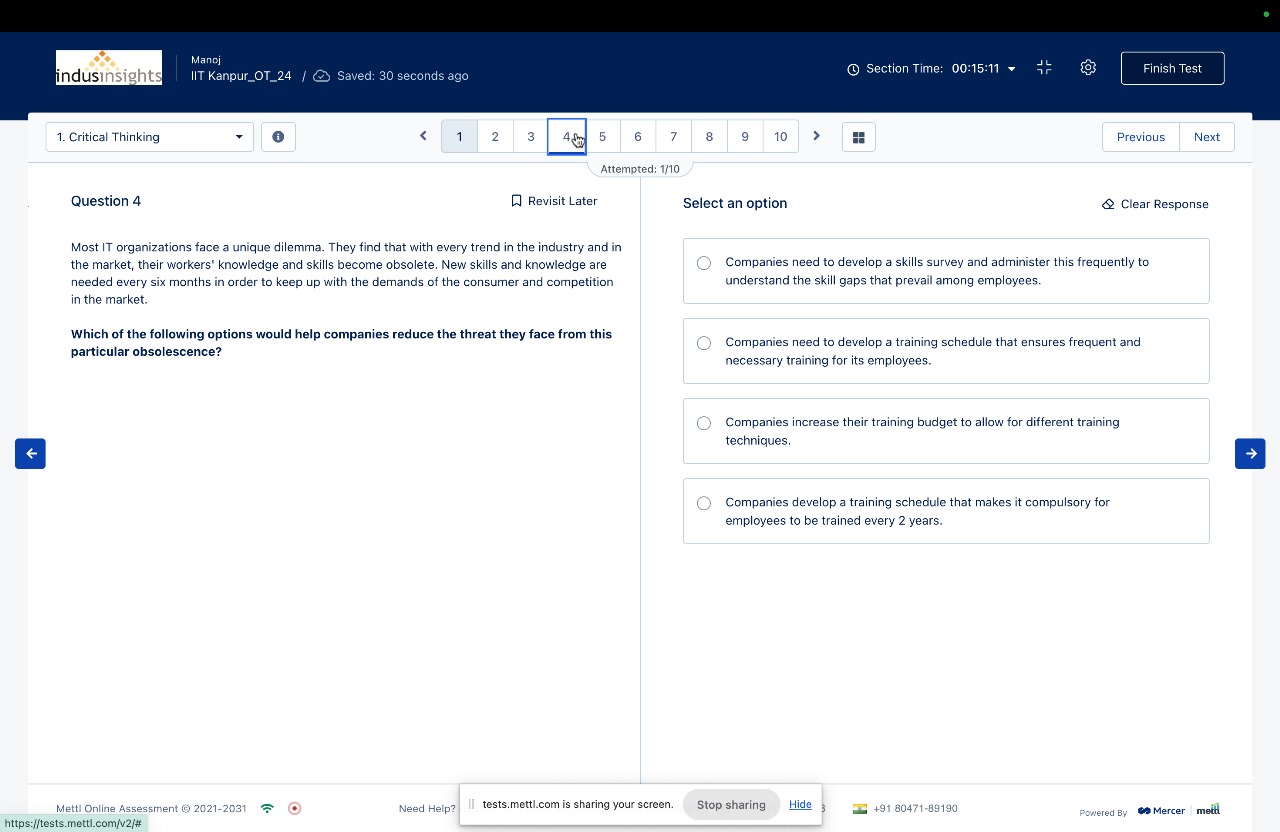 indusinsights
Manoj
IIT Kanpur_OT_24 / Saved: 30 seconds ago
Section Time: 00:15:11
Finish Test
1. Critical Thinking
1 2 3 4 5 6 7 8 9 10
Previous Next
Attempted: 1/10
Question 4
Revisit Later
Most IT organizations face a unique dilemma. They find that with every trend in the industry and in
the market, their workers' knowledge and skills become obsolete. New skills and knowledge are
needed every six months in order to keep up with the demands of the consumer and competition
in the market.
Which of the following options would help companies reduce the threat they face from this
particular obsolescence?
Select an option
Clear Response
Companies need to develop a skills survey and administer this frequently to
understand the skill gaps that prevail among employees.
Companies need to develop a training schedule that ensures frequent and
necessary training for its employees.
Companies increase their training budget to allow for different training
techniques.
Companies develop a training schedule that makes it compulsory for
employees to be trained every 2 years.
Mettl Online Assessment © 2021-2031
Need Help?
tests.mettl.com is sharing your screen.
Stop sharing
Hide
3
+91 80471-89190
Powered By
Mercer
mettl
https://tests.mettl.com/v2/#